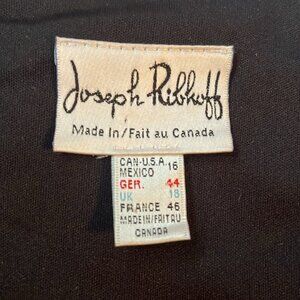 Joseph Ribkoff
Made In/Fait au Canada
CAN-U.S.A. 16
MEXICO
GER. 44
UK 18
FRANCE 46
MADE IN/FAIT AU
CANADA